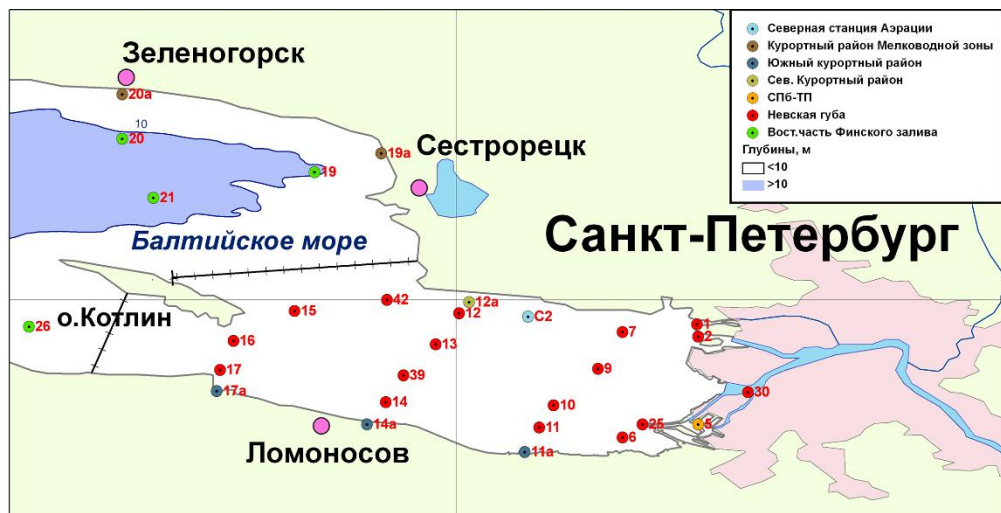 Зеленогорск
20а
10
20
21
19
19а
Сестрорецк
Балтийское море
Санкт-Петербург
о.Котлин
26
15
42
12а
12
С2
16
13
7
1
2
17
39
9
17а
14
10
30
14а
11
25
5
6
11а
Ломоносов
Северная станция Аэрации
Курортный район Мелководной зоны
Южный курортный район
Сев. Курортный район
СПб-ТП
Невская губа
Вост.часть Финского залива
Глубины, м
<10
>10